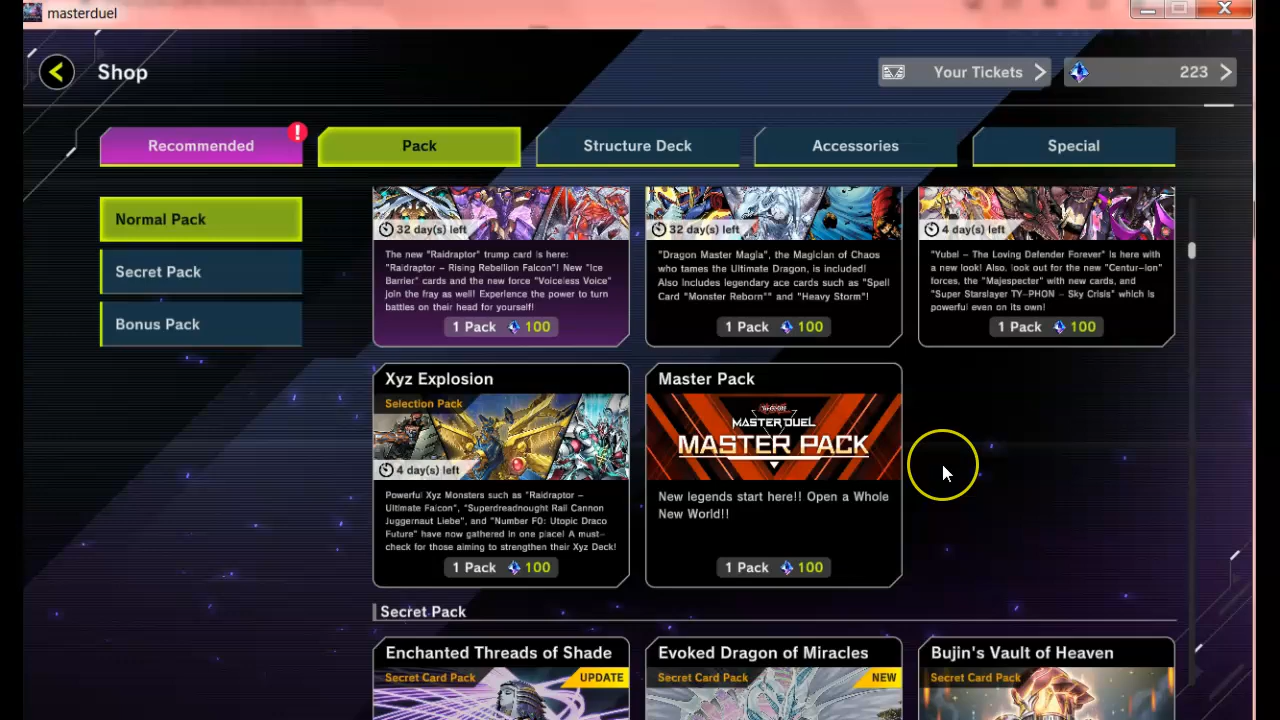 masterduel
Shop
Your Tickets
223
Recommended
!
Pack
Structure Deck
Accessories
Special
Normal Pack
Secret Pack
Bonus Pack
32 day(s) left
The new "Raidraptor" trump card is here:
"Raidraptor – Rising Rebellion Falcon"! New "Ice
Barrier" cards and the new force "Voiceless Voice"
join the fray as well! Experience the power to turn
battles on their head for yourself!
1 Pack 100
32 day(s) left
"Dragon Master Magia", the Magician of Chaos
who tames the Ultimate Dragon, is included!
Also includes legendary ace cards such as "Spell
Card "Monster Reborn"" and "Heavy Storm"!
1 Pack 100
4 day(s) left
"Yubel – The Loving Defender Forever" is here with
a new look! Also, look out for the new "Centur-Ion"
forces, the "Majespecter" with new cards, and
"Super Starslayer TY-PHON – Sky Crisis" which is
powerful even on its own!
1 Pack 100
Xyz Explosion
Selection Pack
4 day(s) left
Powerful Xyz Monsters such as "Raidraptor –
Ultimate Falcon", "Superdreadnought Rail Cannon
Juggernaut Liebe", and "Number F0: Utopic Draco
Future" have now gathered in one place! A must-
check for those aiming to strengthen their Xyz Deck!
1 Pack 100
Master Pack
Yu-Gi-Oh!
MASTER DUEL
MASTER PACK
New legends start here!! Open a Whole
New World!!
1 Pack 100
Secret Pack
Enchanted Threads of Shade
Secret Card Pack
UPDATE
Evoked Dragon of Miracles
Secret Card Pack
NEW
Bujin's Vault of Heaven
Secret Card Pack